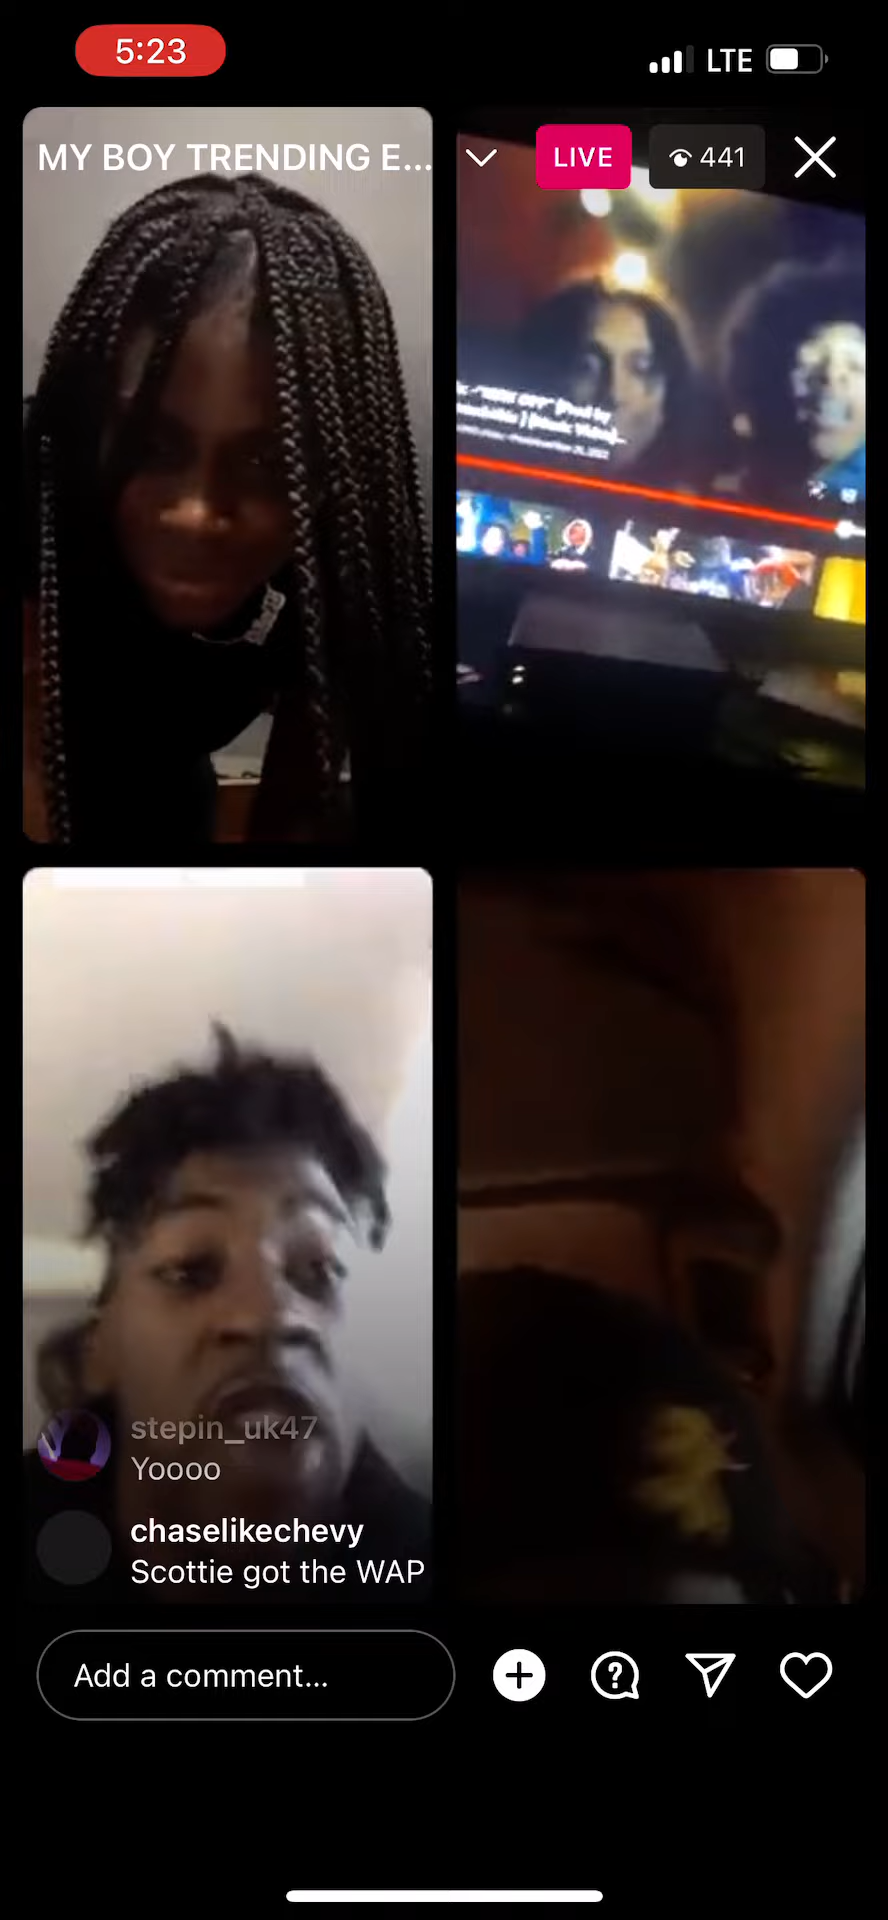 5:23
LTE
MY BOY TRENDING E...
LIVE
441
stepin_uk47
Yoooo
chaselikechevy
Scottie got the WAP
Add a comment...